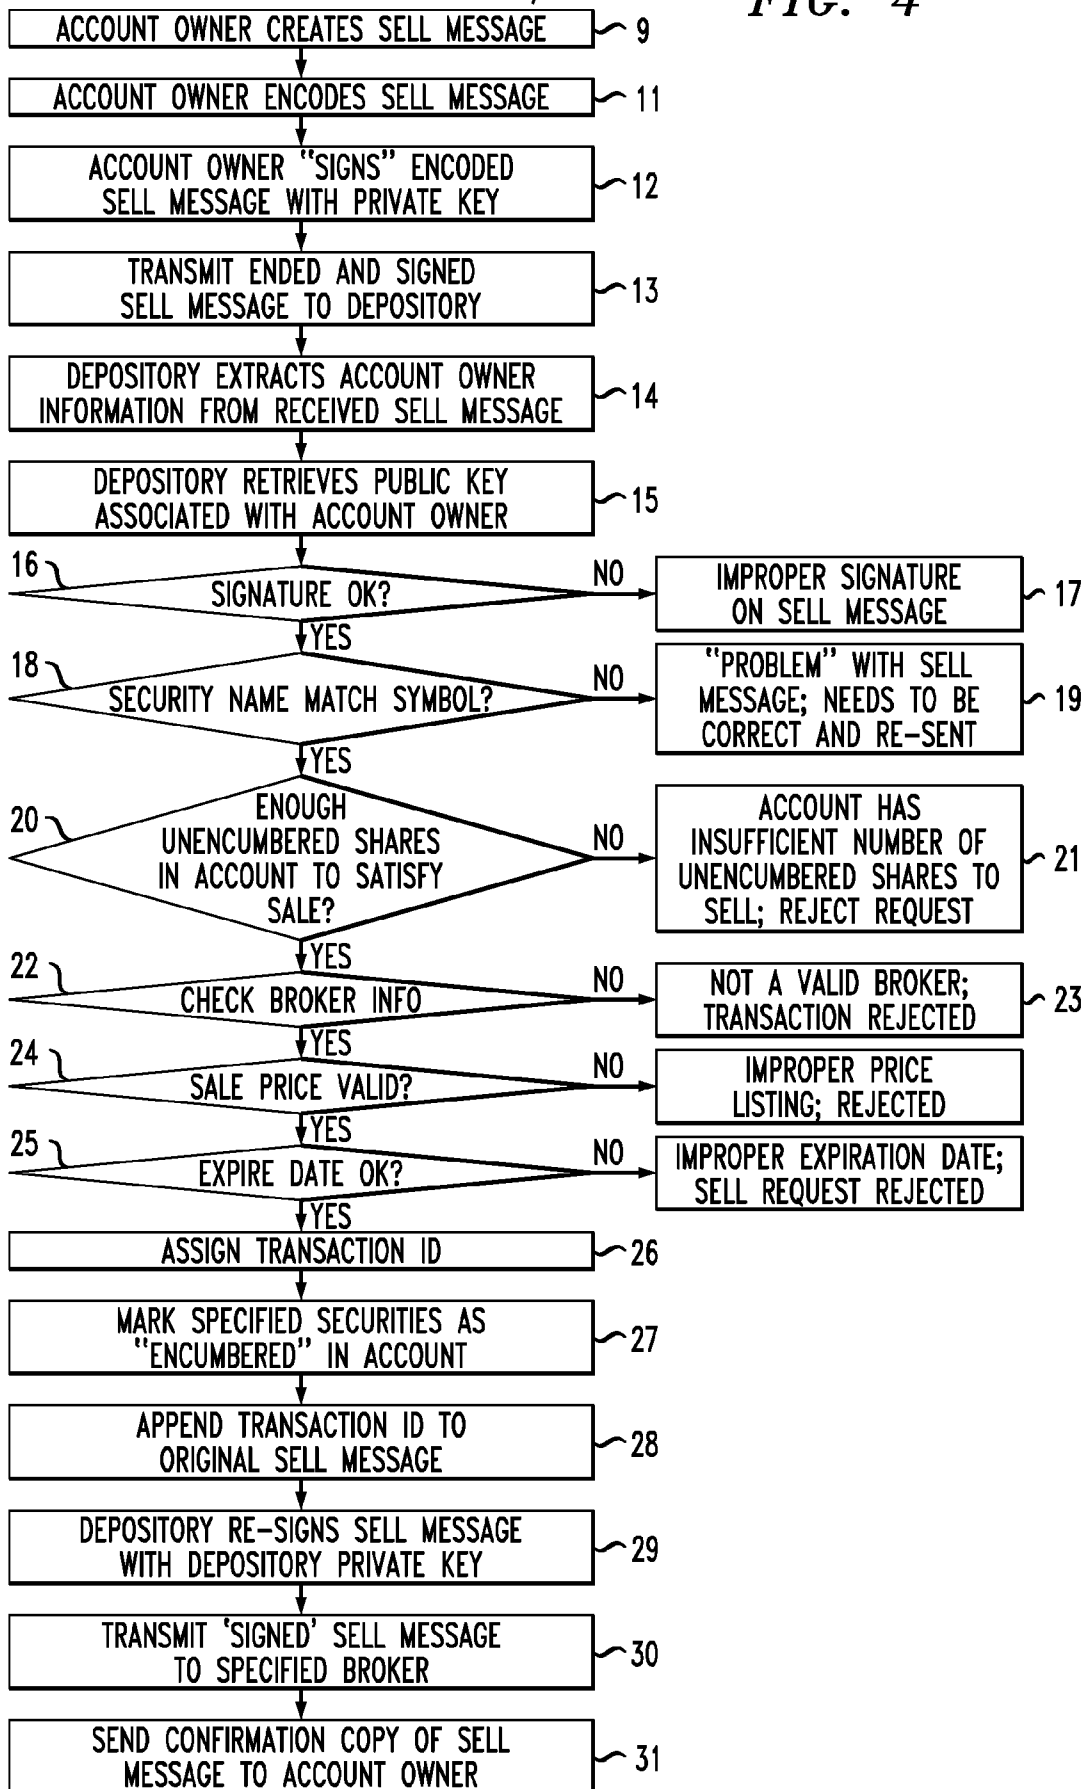 FIG. 4
ACCOUNT OWNER CREATES SELL MESSAGE
9
ACCOUNT OWNER ENCODES SELL MESSAGE
11
ACCOUNT OWNER "SIGNS" ENCODED
SELL MESSAGE WITH PRIVATE KEY
12
TRANSMIT ENDED AND SIGNED
SELL MESSAGE TO DEPOSITORY
13
DEPOSITORY EXTRACTS ACCOUNT OWNER
INFORMATION FROM RECEIVED SELL MESSAGE
14
DEPOSITORY RETRIEVES PUBLIC KEY
ASSOCIATED WITH ACCOUNT OWNER
15
16
SIGNATURE OK?
NO
IMPROPER SIGNATURE
ON SELL MESSAGE
17
YES
18
SECURITY NAME MATCH SYMBOL?
NO
"PROBLEM" WITH SELL
MESSAGE; NEEDS TO BE
CORRECT AND RE-SENT
19
YES
20
ENOUGH
UNENCUMBERED SHARES
IN ACCOUNT TO SATISFY
SALE?
NO
ACCOUNT HAS
INSUFFICIENT NUMBER OF
UNENCUMBERED SHARES TO
SELL; REJECT REQUEST
21
YES
22
CHECK BROKER INFO
NO
NOT A VALID BROKER;
TRANSACTION REJECTED
23
YES
24
SALE PRICE VALID?
NO
IMPROPER PRICE
LISTING; REJECTED
YES
25
EXPIRE DATE OK?
NO
IMPROPER EXPIRATION DATE;
SELL REQUEST REJECTED
YES
ASSIGN TRANSACTION ID
26
MARK SPECIFIED SECURITIES AS
"ENCUMBERED" IN ACCOUNT
27
APPEND TRANSACTION ID TO
ORIGINAL SELL MESSAGE
28
DEPOSITORY RE-SIGNS SELL MESSAGE
WITH DEPOSITORY PRIVATE KEY
29
TRANSMIT 'SIGNED' SELL MESSAGE
TO SPECIFIED BROKER
30
SEND CONFIRMATION COPY OF SELL
MESSAGE TO ACCOUNT OWNER
31